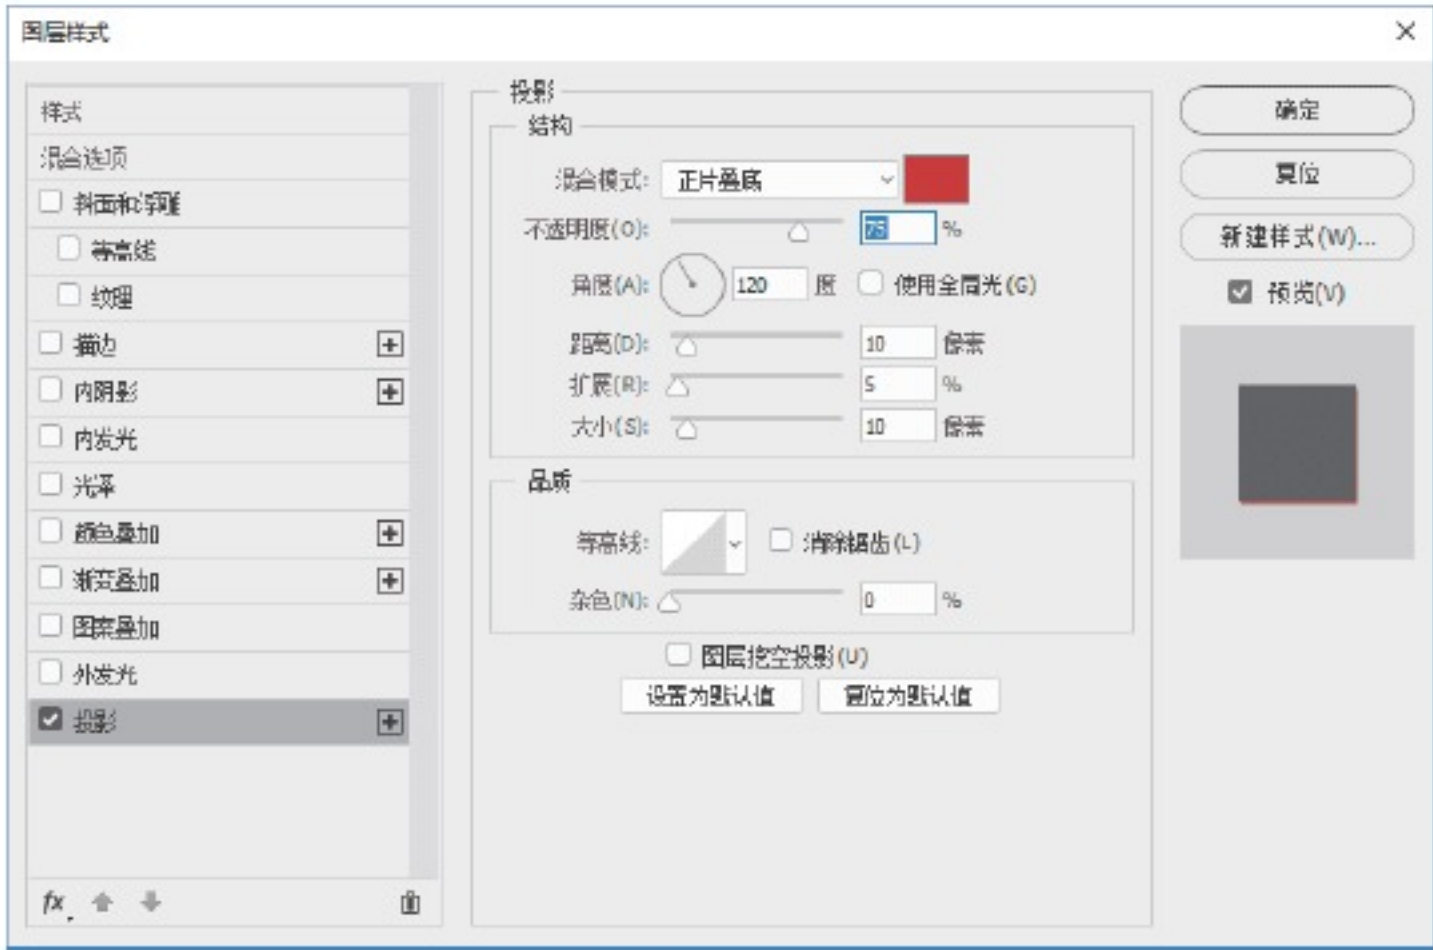 图层样式
样式
混合选项
斜面和浮雕
等高线
纹理
描边
内阴影
内发光
光泽
颜色叠加
渐变叠加
图案叠加
外发光
投影
fx
投影
结构
混合模式: 正片叠底
不透明度(O): 75 %
角度(A): 120 度 使用全局光(G)
距离(D): 10 像素
扩展(R): 5 %
大小(S): 10 像素
品质
等高线: 消除锯齿(L)
杂色(N): 0 %
图层挖空投影(U)
设置为默认值 复位为默认值
确定
复位
新建样式(W)...
预览(V)